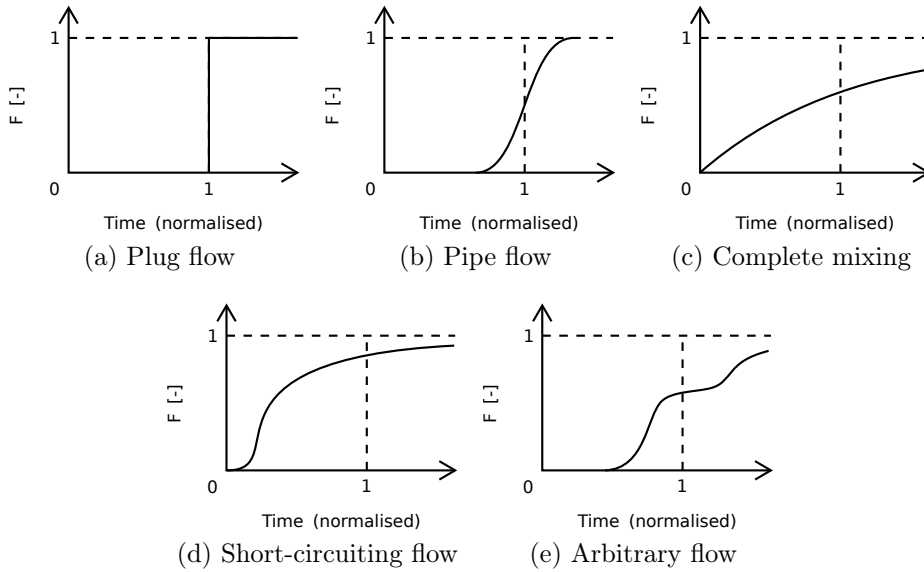 1
F [-]
0
1
Time (normalised)
(a) Plug flow
1
F [-]
0
1
Time (normalised)
(b) Pipe flow
1
F [-]
0
1
Time (normalised)
(c) Complete mixing
1
F [-]
0
1
Time (normalised)
(d) Short-circuiting flow
1
F [-]
0
1
Time (normalised)
(e) Arbitrary flow